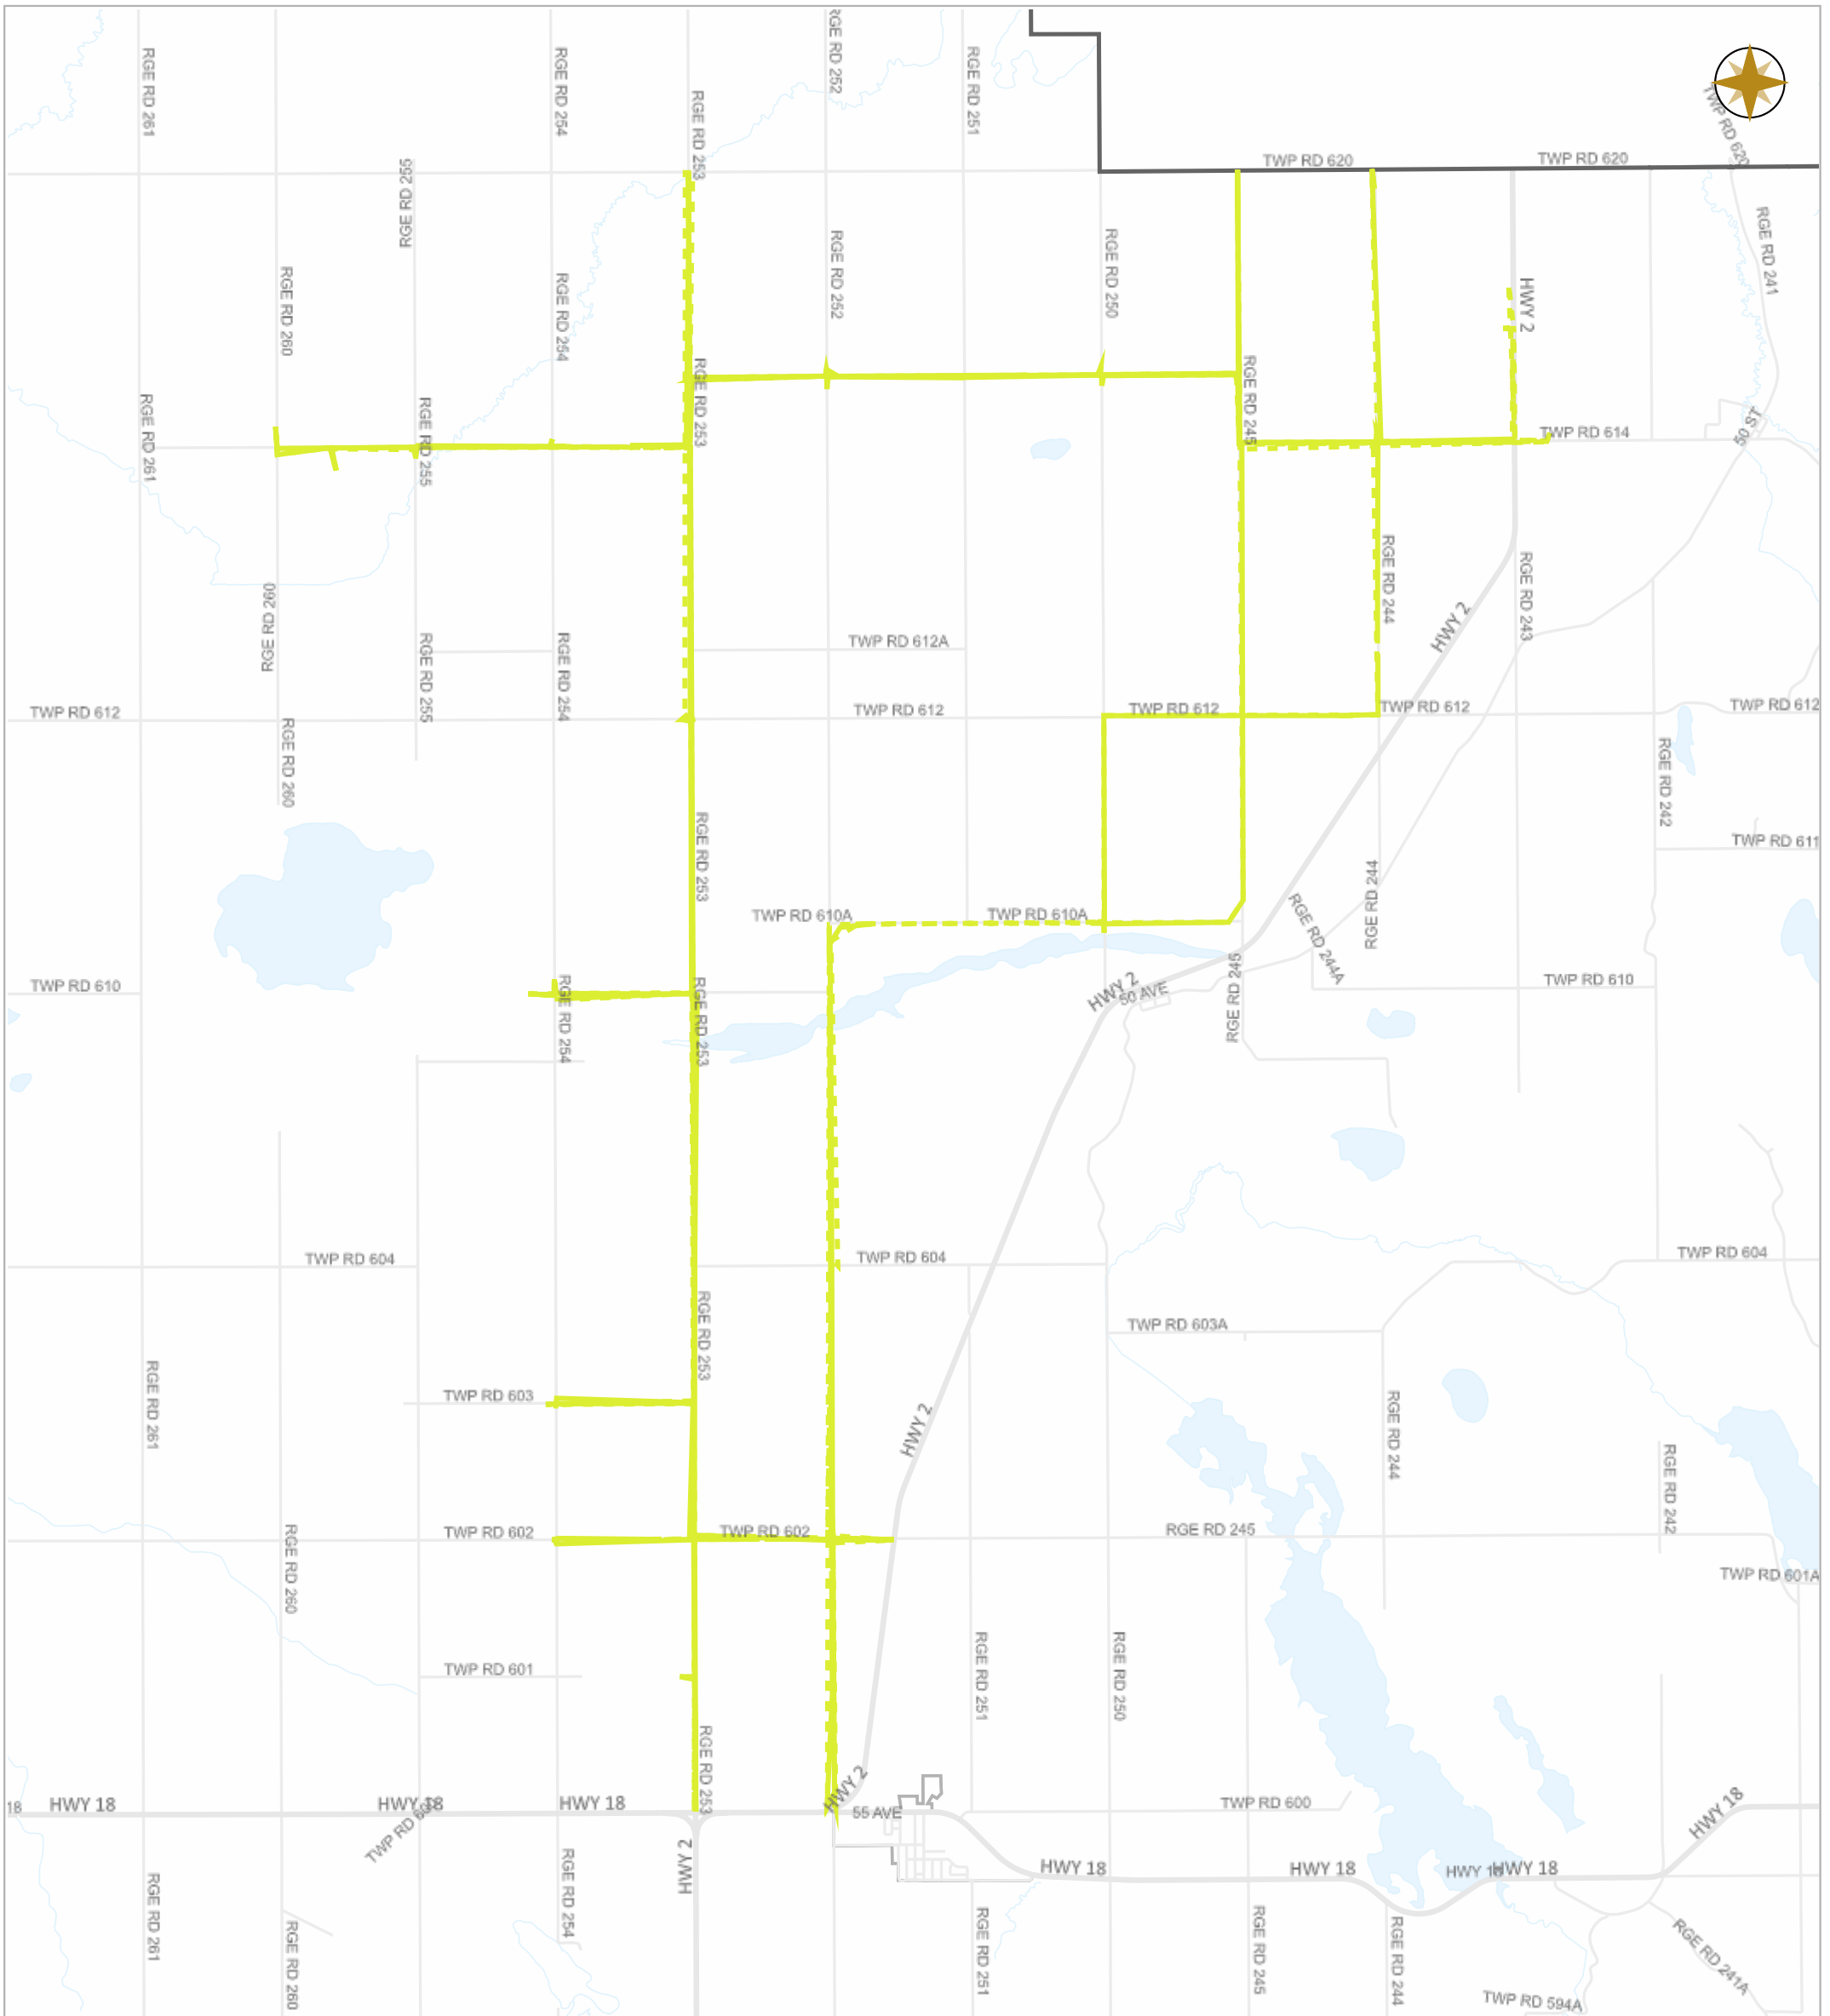 RGE RD 252
RGE RD 261
RGE RD 254
RGE RD 253
RGE RD 251
TWP RD 620
TWP RD 620
TWP RD 620
RGE RD 255
RGE RD 241
RGE RD 252
RGE RD 250
RGE RD 260
RGE RD 254
HWY 2
RGE RD 253
RGE RD 245
RGE RD 261
RGE RD 255
TWP RD 614
50 ST
RGE RD 244
RGE RD 243
RGE RD 260
HWY 2
TWP RD 612A
RGE RD 255
RGE RD 254
TWP RD 612
TWP RD 612
TWP RD 612
TWP RD 612
TWP RD 612
RGE RD 260
RGE RD 242
RGE RD 253
TWP RD 611
RGE RD 244
TWP RD 610A
TWP RD 610A
RGE RD 244A
RGE RD 245
TWP RD 610
RGE RD 254
RGE RD 253
HWY 2
50 AVE
TWP RD 610
TWP RD 604
TWP RD 604
TWP RD 604
RGE RD 253
TWP RD 603A
RGE RD 261
TWP RD 603
HWY 2
RGE RD 244
RGE RD 242
TWP RD 602
TWP RD 602
RGE RD 245
RGE RD 260
TWP RD 601A
TWP RD 601
RGE RD 251
RGE RD 250
RGE RD 253
HWY 2
18
HWY 18
HWY 18
HWY 18
55 AVE
TWP RD 600
HWY 18
HWY 2
HWY 18
HWY 18
HWY 18
HWY 18
RGE RD 261
RGE RD 254
RGE RD 260
RGE RD 251
RGE RD 245
RGE RD 244
RGE RD 241A
TWP RD 594A